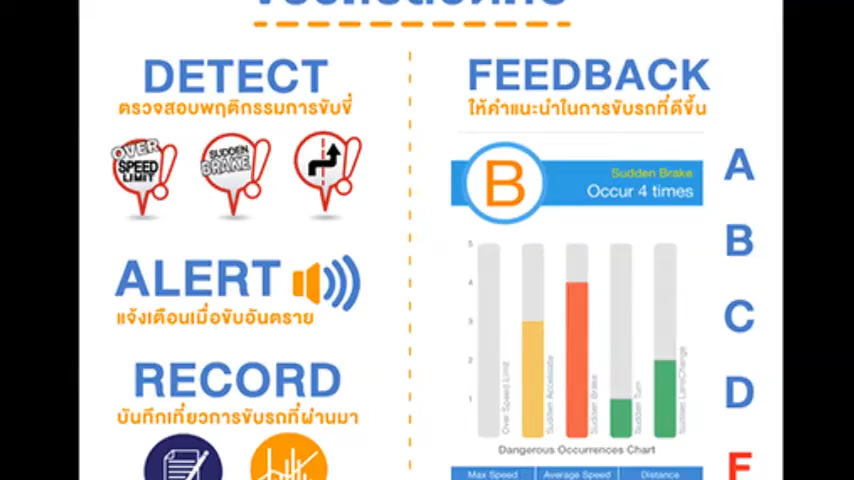 DETECT
ตรวจสอบพฤติกรรมการขับขี่
OVER
SPEED
LIMIT
SUDDEN
BRAKE
ALERT
แจ้งเตือนเมื่อขับอันตราย
RECORD
บันทึกเที่ยวการขับรถที่ผ่านมา
FEEDBACK
ให้คำแนะนำในการขับรถที่ดีขึ้น
B
Sudden Brake
Occur 4 times
5
4
3
2
1
Over Speed Limit
Sudden Accelerate
Sudden Brake
Sudden Turn
Sudden LaneChange
Dangerous Occurrences Chart
Max Speed
Average Speed
Distance
A
B
C
D